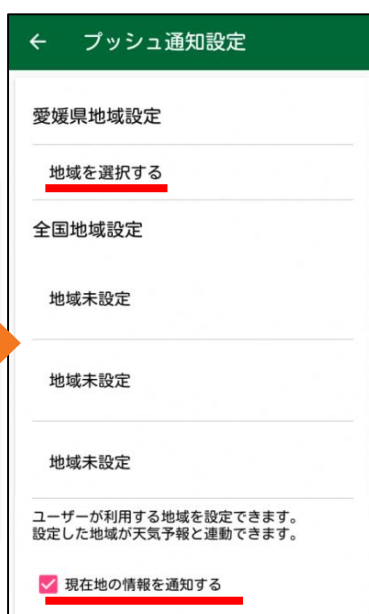 ← プッシュ通知設定
愛媛県地域設定
地域を選択する
全国地域設定
地域未設定
地域未設定
地域未設定
ユーザーが利用する地域を設定できます。
設定した地域が天気予報と連動できます。
現在地の情報を通知する